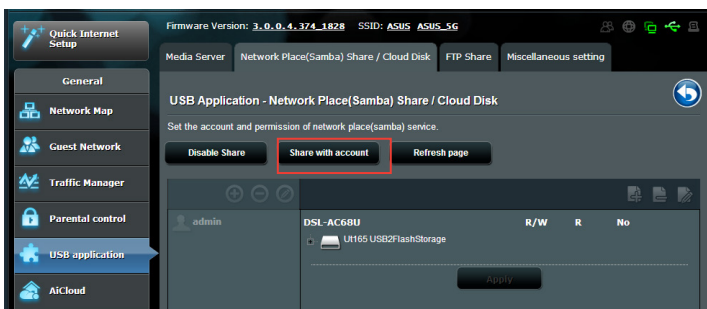 Quick Internet
Setup
Firmware Version: 3.0.0.4.374_1828 SSID: ASUS ASUS_5G
Media Server
Network Place(Samba) Share / Cloud Disk
FTP Share
Miscellaneous setting
General
Network Map
Guest Network
Traffic Manager
Parental control
USB application
AiCloud
USB Application - Network Place(Samba) Share / Cloud Disk
Set the account and permission of network place(samba) service.
Disable Share
Share with account
Refresh page
admin
DSL-AC68U
R/W
R
No
Ut165 USB2FlashStorage
Apply